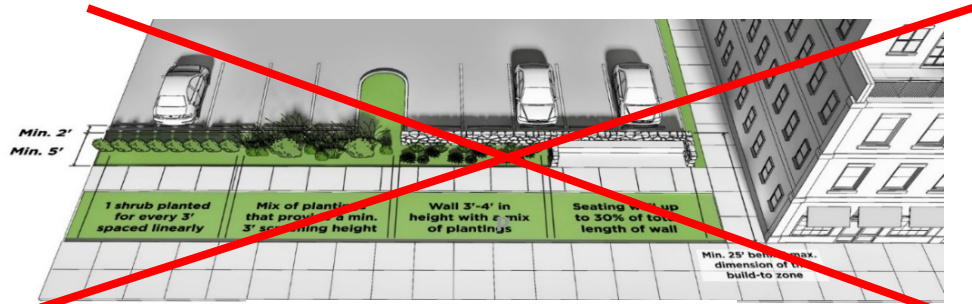 Min. 2'
Min. 5'
1 shrub planted
for every 3'
spaced linearly
Mix of plantings
that provide a min.
3' screening height
Wall 3'-4' in
height with a mix
of plantings
Seating wall up
to 30% of total
length of wall
Min. 25' behind max.
dimension of the
build-to zone